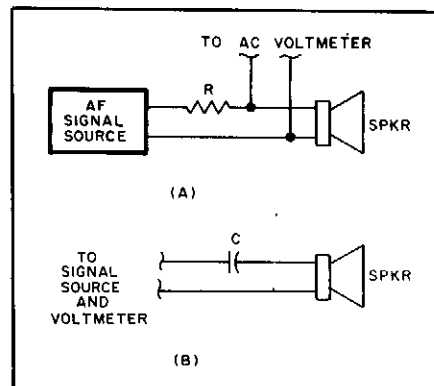 TO AC VOLTMETER
R
AF
SIGNAL
SOURCE
SPKR
(A)
C
TO
SIGNAL
SOURCE
AND
VOLTMETER
SPKR
(B)